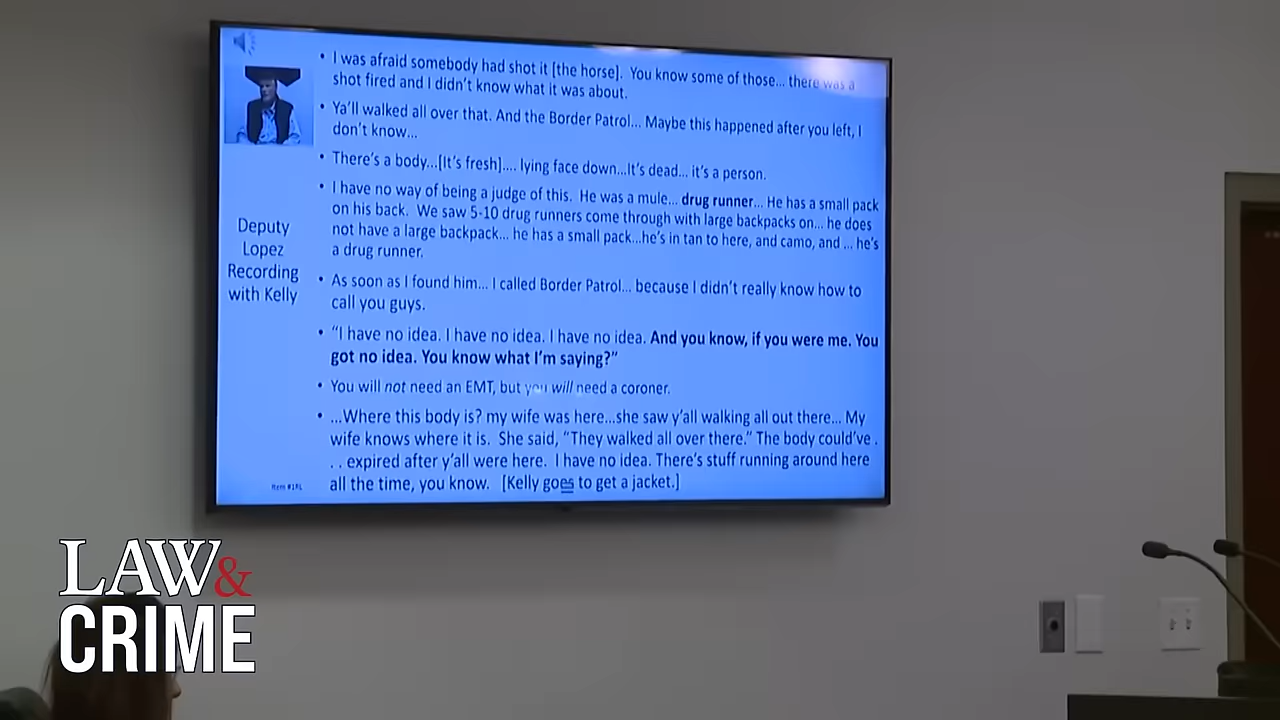 • I was afraid somebody had shot it [the horse]. You know some of those... there was a
shot fired and I didn't know what it was about.
• Ya'll walked all over that. And the Border Patrol... Maybe this happened after you left, I
don't know...
• There's a body...[It's fresh].... lying face down...It's dead... it's a person.
• I have no way of being a judge of this. He was a mule... drug runner... He has a small pack
on his back. We saw 5-10 drug runners come through with large backpacks on... he does
not have a large backpack... he has a small pack...he's in tan to here, and camo, and ... he's
a drug runner.
Deputy
Lopez
Recording
with Kelly
• As soon as I found him... I called Border Patrol... because I didn't really know how to
call you guys.
• "I have no idea. I have no idea. I have no idea. And you know, if you were me. You
got no idea. You know what I'm saying?"
• You will not need an EMT, but you will need a coroner.
• ...Where this body is? my wife was here...she saw y'all walking all out there... My
wife knows where it is. She said, "They walked all over there." The body could've .
. . expired after y'all were here. I have no idea. There's stuff running around here
all the time, you know. [Kelly goes to get a jacket.]
LAW&
CRIME